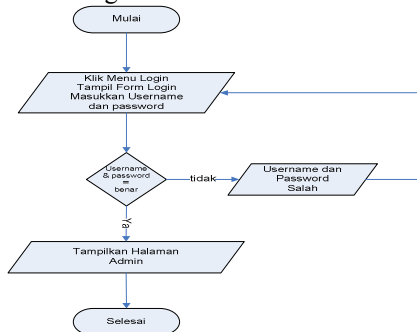 Mulai
Klik Menu Login
Tampil Form Login
Masukkan Username
dan password
Username
& password
=
benar
tidak
Username dan
Password
Salah
Ya
Tampilkan Halaman
Admin
Selesai